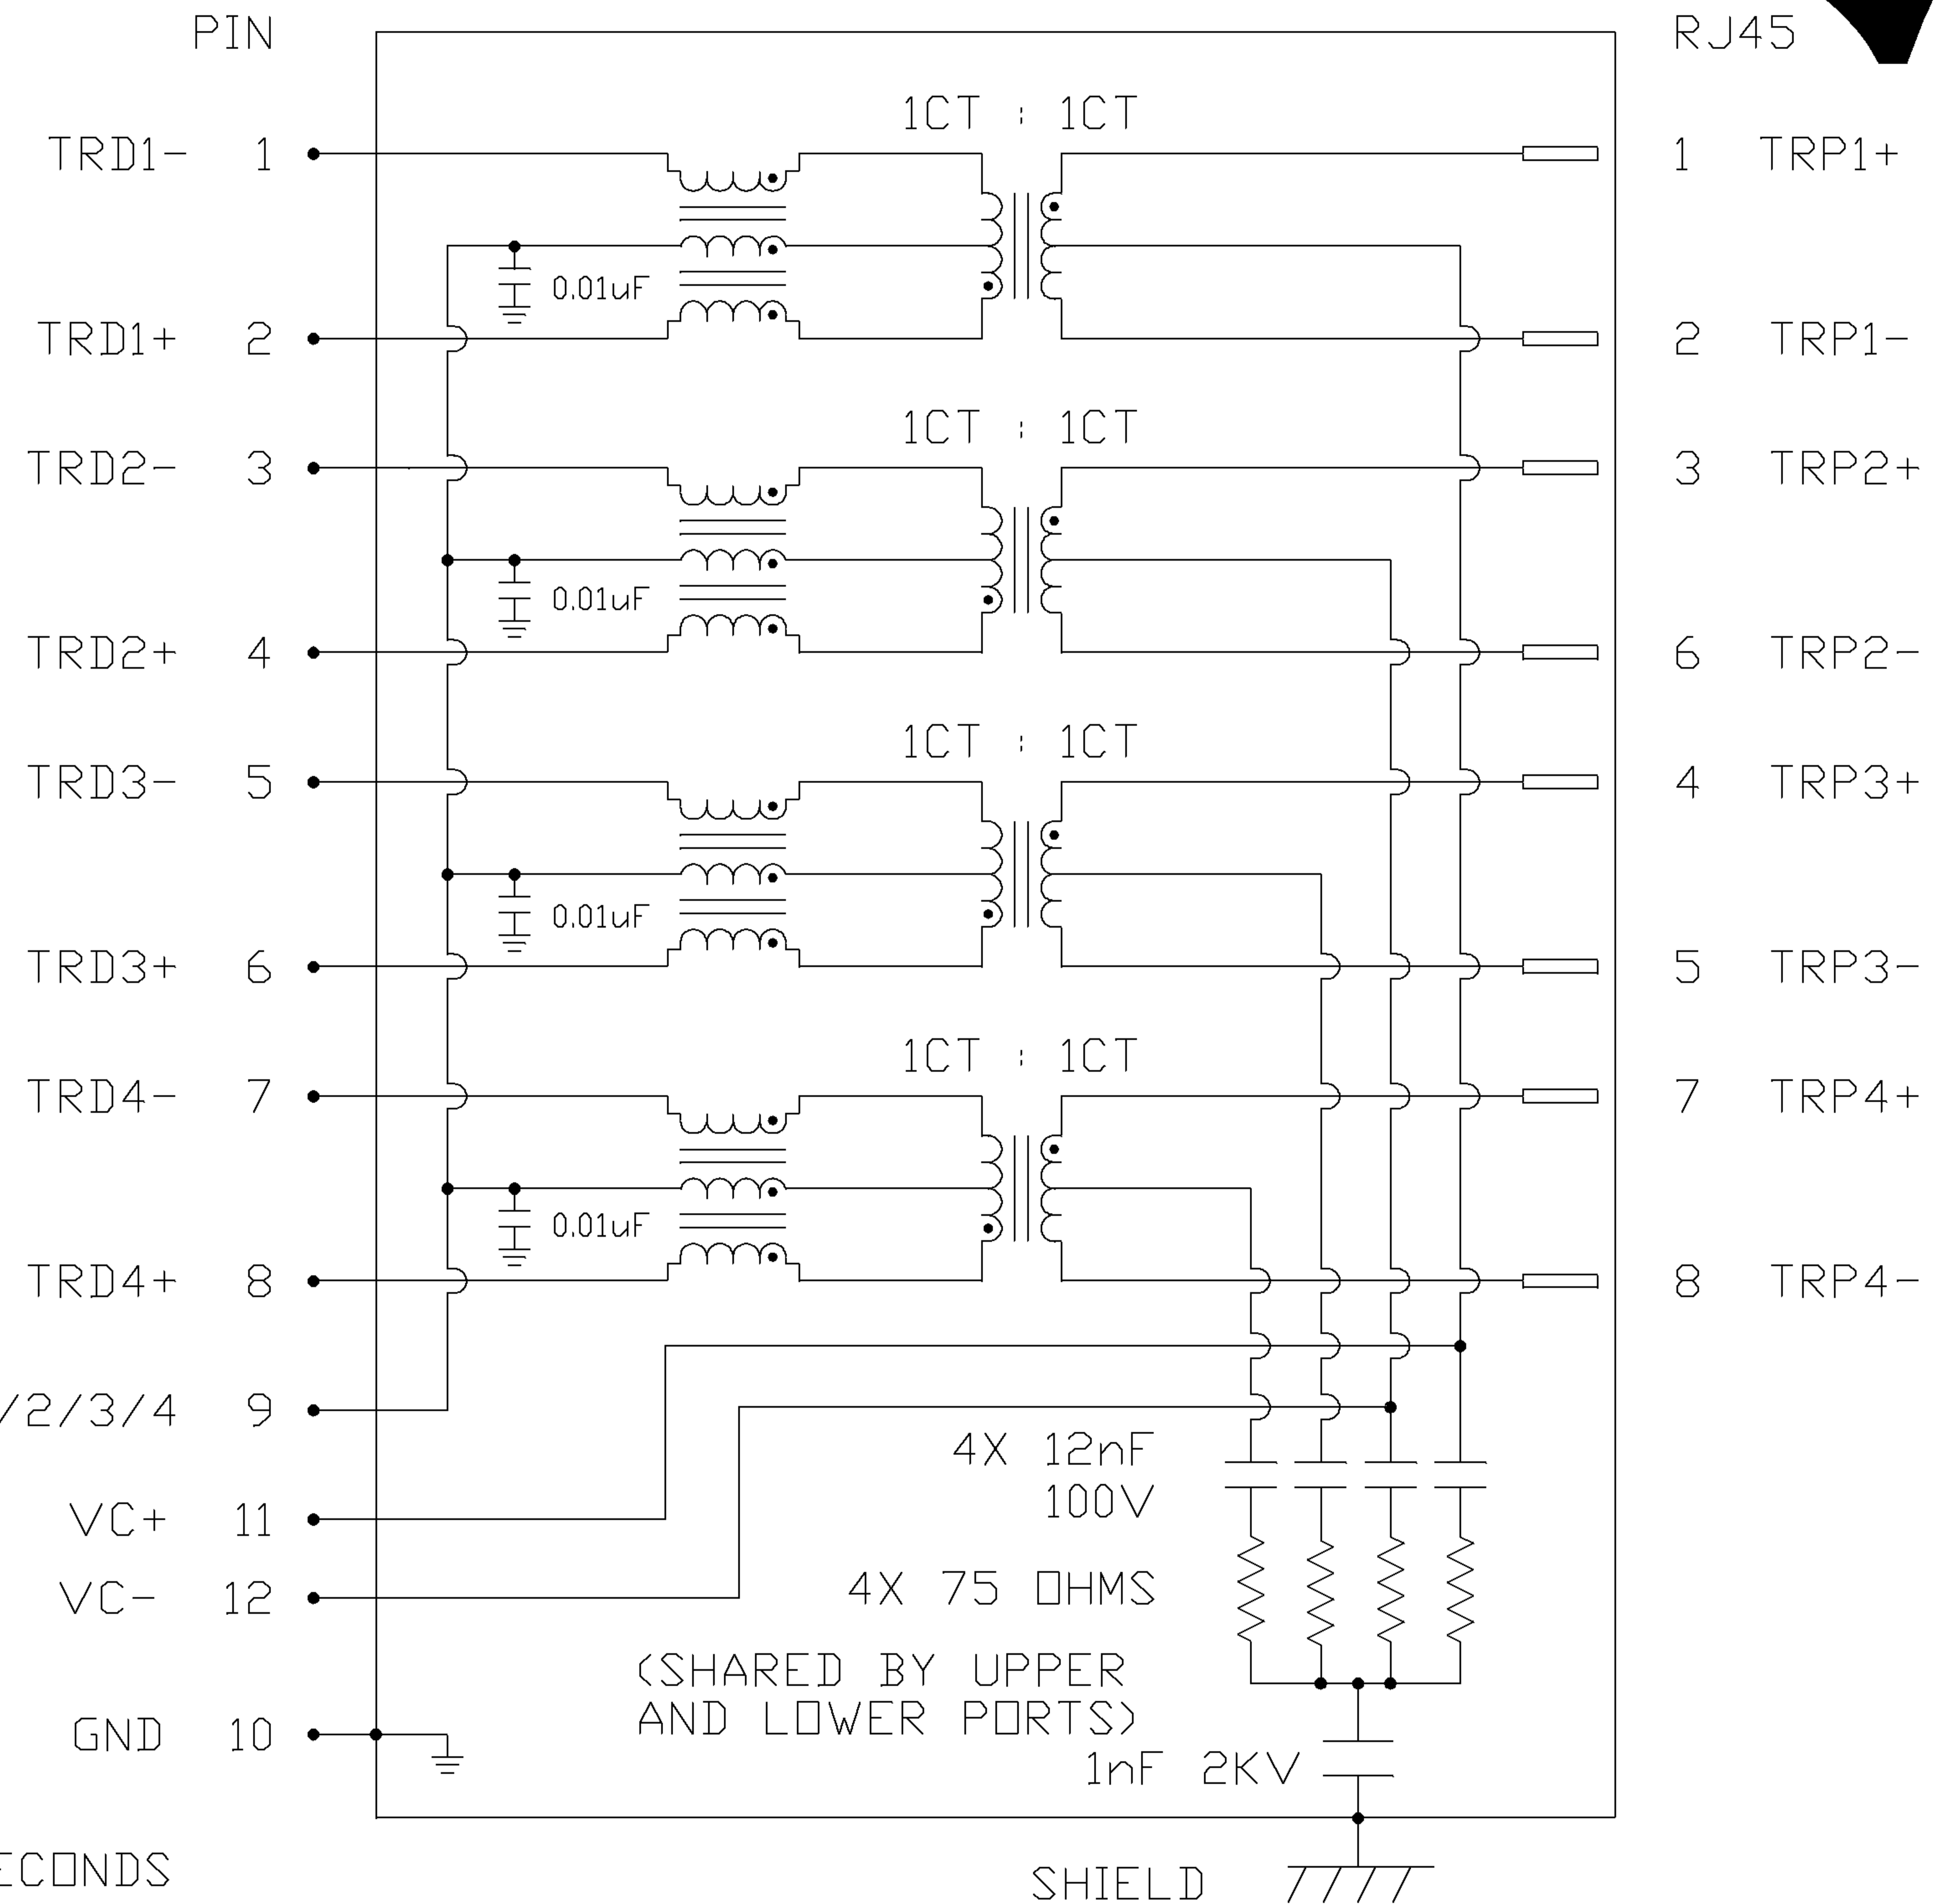 PIN RJ45
1CT : 1CT
TRD1- 1 1 TRP1+
0.01uF
TRD1+ 2 2 TRP1-
1CT : 1CT
TRD2- 3 3 TRP2+
0.01uF
TRD2+ 4 6 TRP2-
1CT : 1CT
TRD3- 5 4 TRP3+
0.01uF
TRD3+ 6 5 TRP3-
1CT : 1CT
TRD4- 7 7 TRP4+
0.01uF
TRD4+ 8 8 TRP4-
/2/3/4 9
4X 12nF
100V
VC+ 11
4X 75 OHMS
VC- 12
(SHARED BY UPPER
AND LOWER PORTS)
GND 10
1nF 2KV
ECONDS
SHIELD